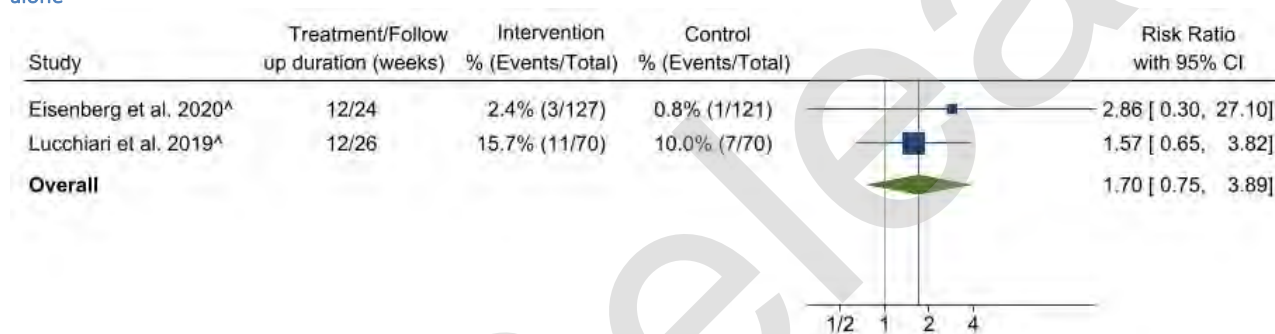 alone
Study Treatment/Follow up duration (weeks) Intervention % (Events/Total) Control % (Events/Total) Risk Ratio with 95% CI
Eisenberg et al. 2020^ 12/24 2.4% (3/127) 0.8% (1/121) 2.86 [ 0.30, 27.10]
Lucchiari et al. 2019^ 12/26 15.7% (11/70) 10.0% (7/70) 1.57 [ 0.65, 3.82]
Overall 1.70 [ 0.75, 3.89]
1/2 1 2 4